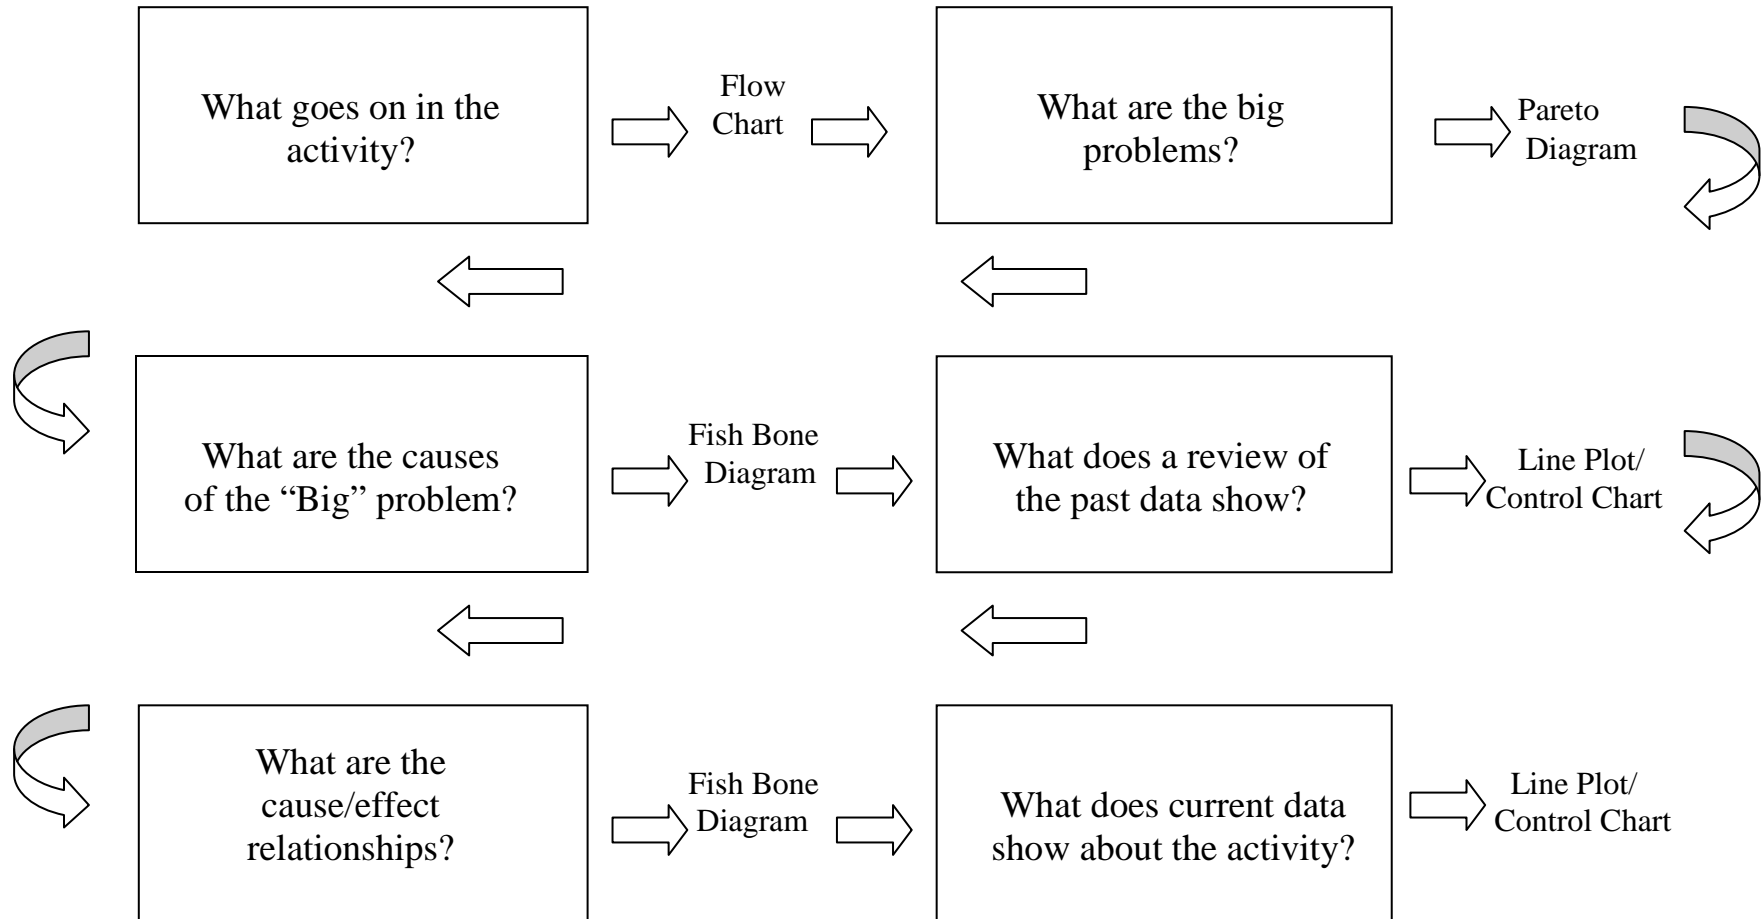 What goes on in the
activity?
Flow
Chart
What are the big
problems?
Pareto
Diagram
What are the causes
of the “Big” problem?
Fish Bone
Diagram
What does a review of
the past data show?
Line Plot/
Control Chart
What are the
cause/effect
relationships?
Fish Bone
Diagram
What does current data
show about the activity?
Line Plot/
Control Chart